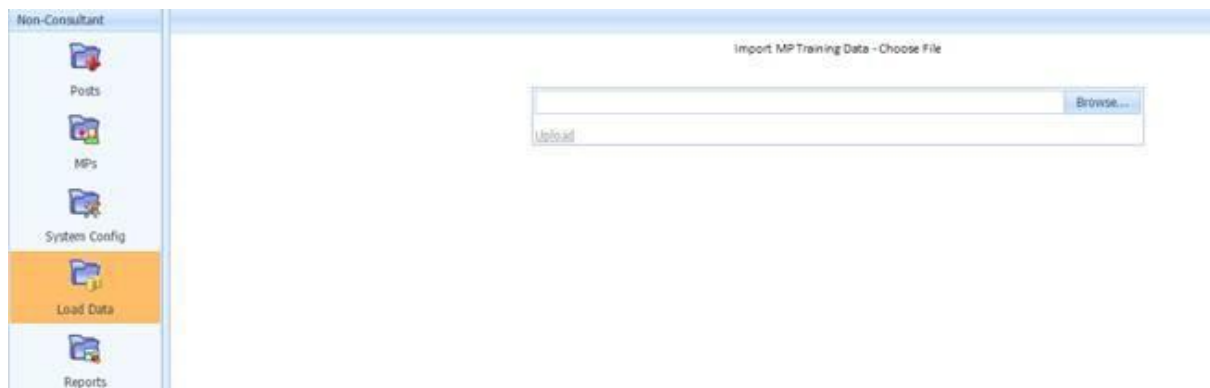 Non-Consultant
Import MP Training Data - Choose File
Posts
Browse...
Upload
MPs
System Config
Load Data
Reports